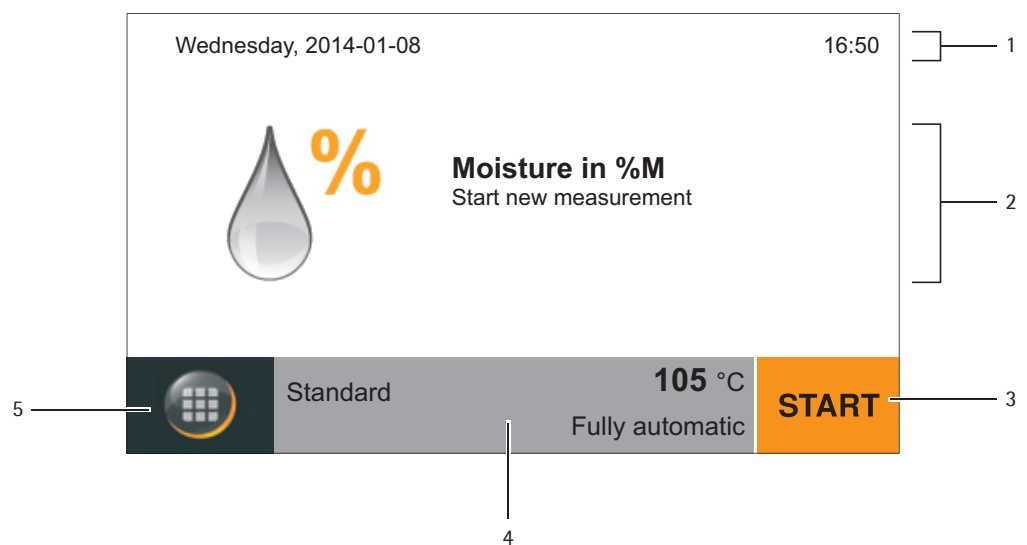 Wednesday, 2014-01-08 16:50 1
% Moisture in %M
Start new measurement
2
Standard 105 °C
Fully automatic
START
3
5
4